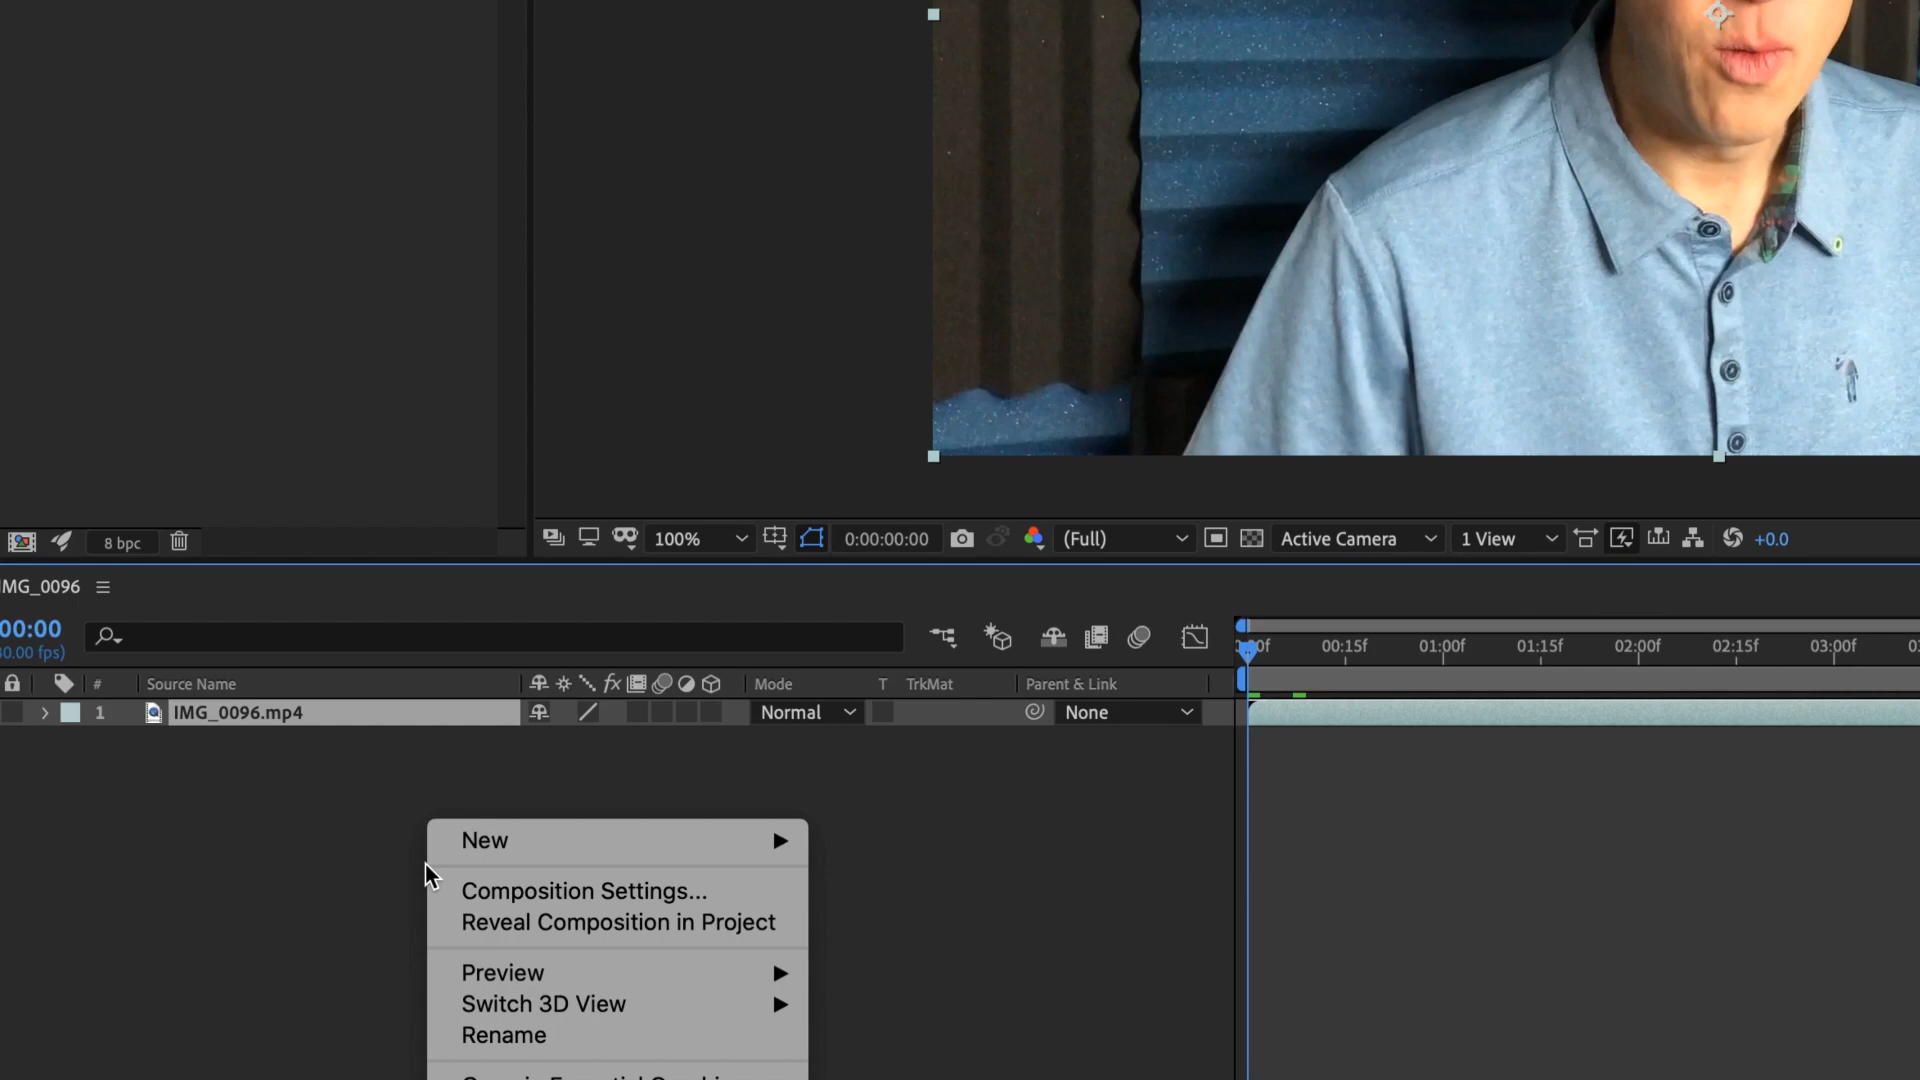 8 bpc
100%
0:00:00:00
(Full)
Active Camera
1 View
+0.0
IMG_0096
00:00
0.00 fps)
00:15f
01:00f
01:15f
02:00f
02:15f
03:00f
#
Source Name
fx
Mode
T
TrkMat
Parent & Link
1
IMG_0096.mp4
Normal
None
New
Composition Settings...
Reveal Composition in Project
Preview
Switch 3D View
Rename